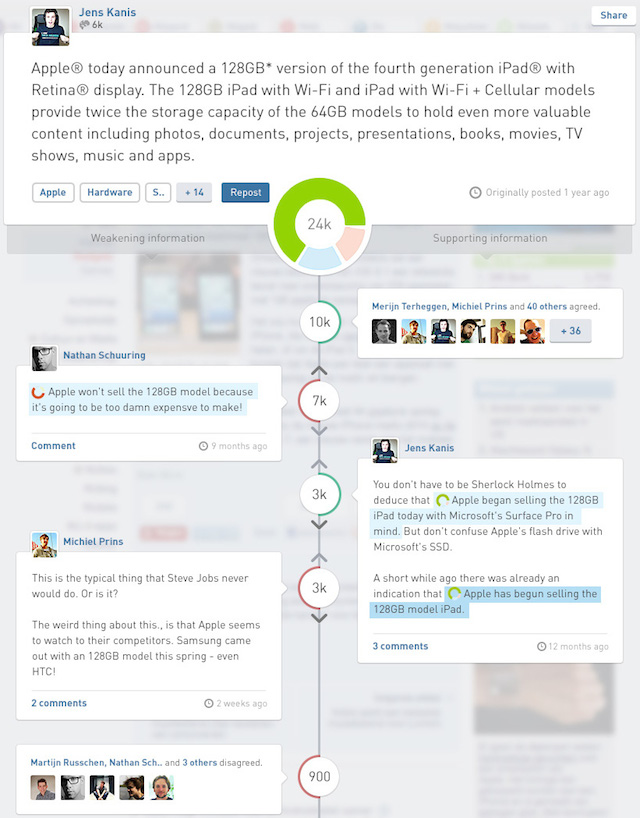 Jens Kanis
6k
Share
Apple® today announced a 128GB* version of the fourth generation iPad® with
Retina® display. The 128GB iPad with Wi-Fi and iPad with Wi-Fi + Cellular models
provide twice the storage capacity of the 64GB models to hold even more valuable
content including photos, documents, projects, presentations, books, movies, TV
shows, music and apps.
Apple
Hardware
S..
+ 14
Repost
Originally posted 1 year ago
24k
Weakening information
Supporting information
10k
Merijn Terheggen, Michiel Prins and 40 others agreed.
+ 36
Nathan Schuuring
Apple won't sell the 128GB model because
it's going to be too damn expensve to make!
Comment
9 months ago
7k
Jens Kanis
3k
You don't have to be Sherlock Holmes to
deduce that Apple began selling the 128GB
iPad today with Microsoft's Surface Pro in
mind. But don't confuse Apple's flash drive with
Microsoft's SSD.
A short while ago there was already an
indication that Apple has begun selling the
128GB model iPad.
3 comments
12 months ago
Michiel Prins
3k
This is the typical thing that Steve Jobs never
would do. Or is it?
The weird thing about this., is that Apple seems
to watch to their competitors. Samsung came
out with an 128GB model this spring - even
HTC!
2 comments
2 weeks ago
Martijn Russchen, Nathan Sch.. and 3 others disagreed.
900